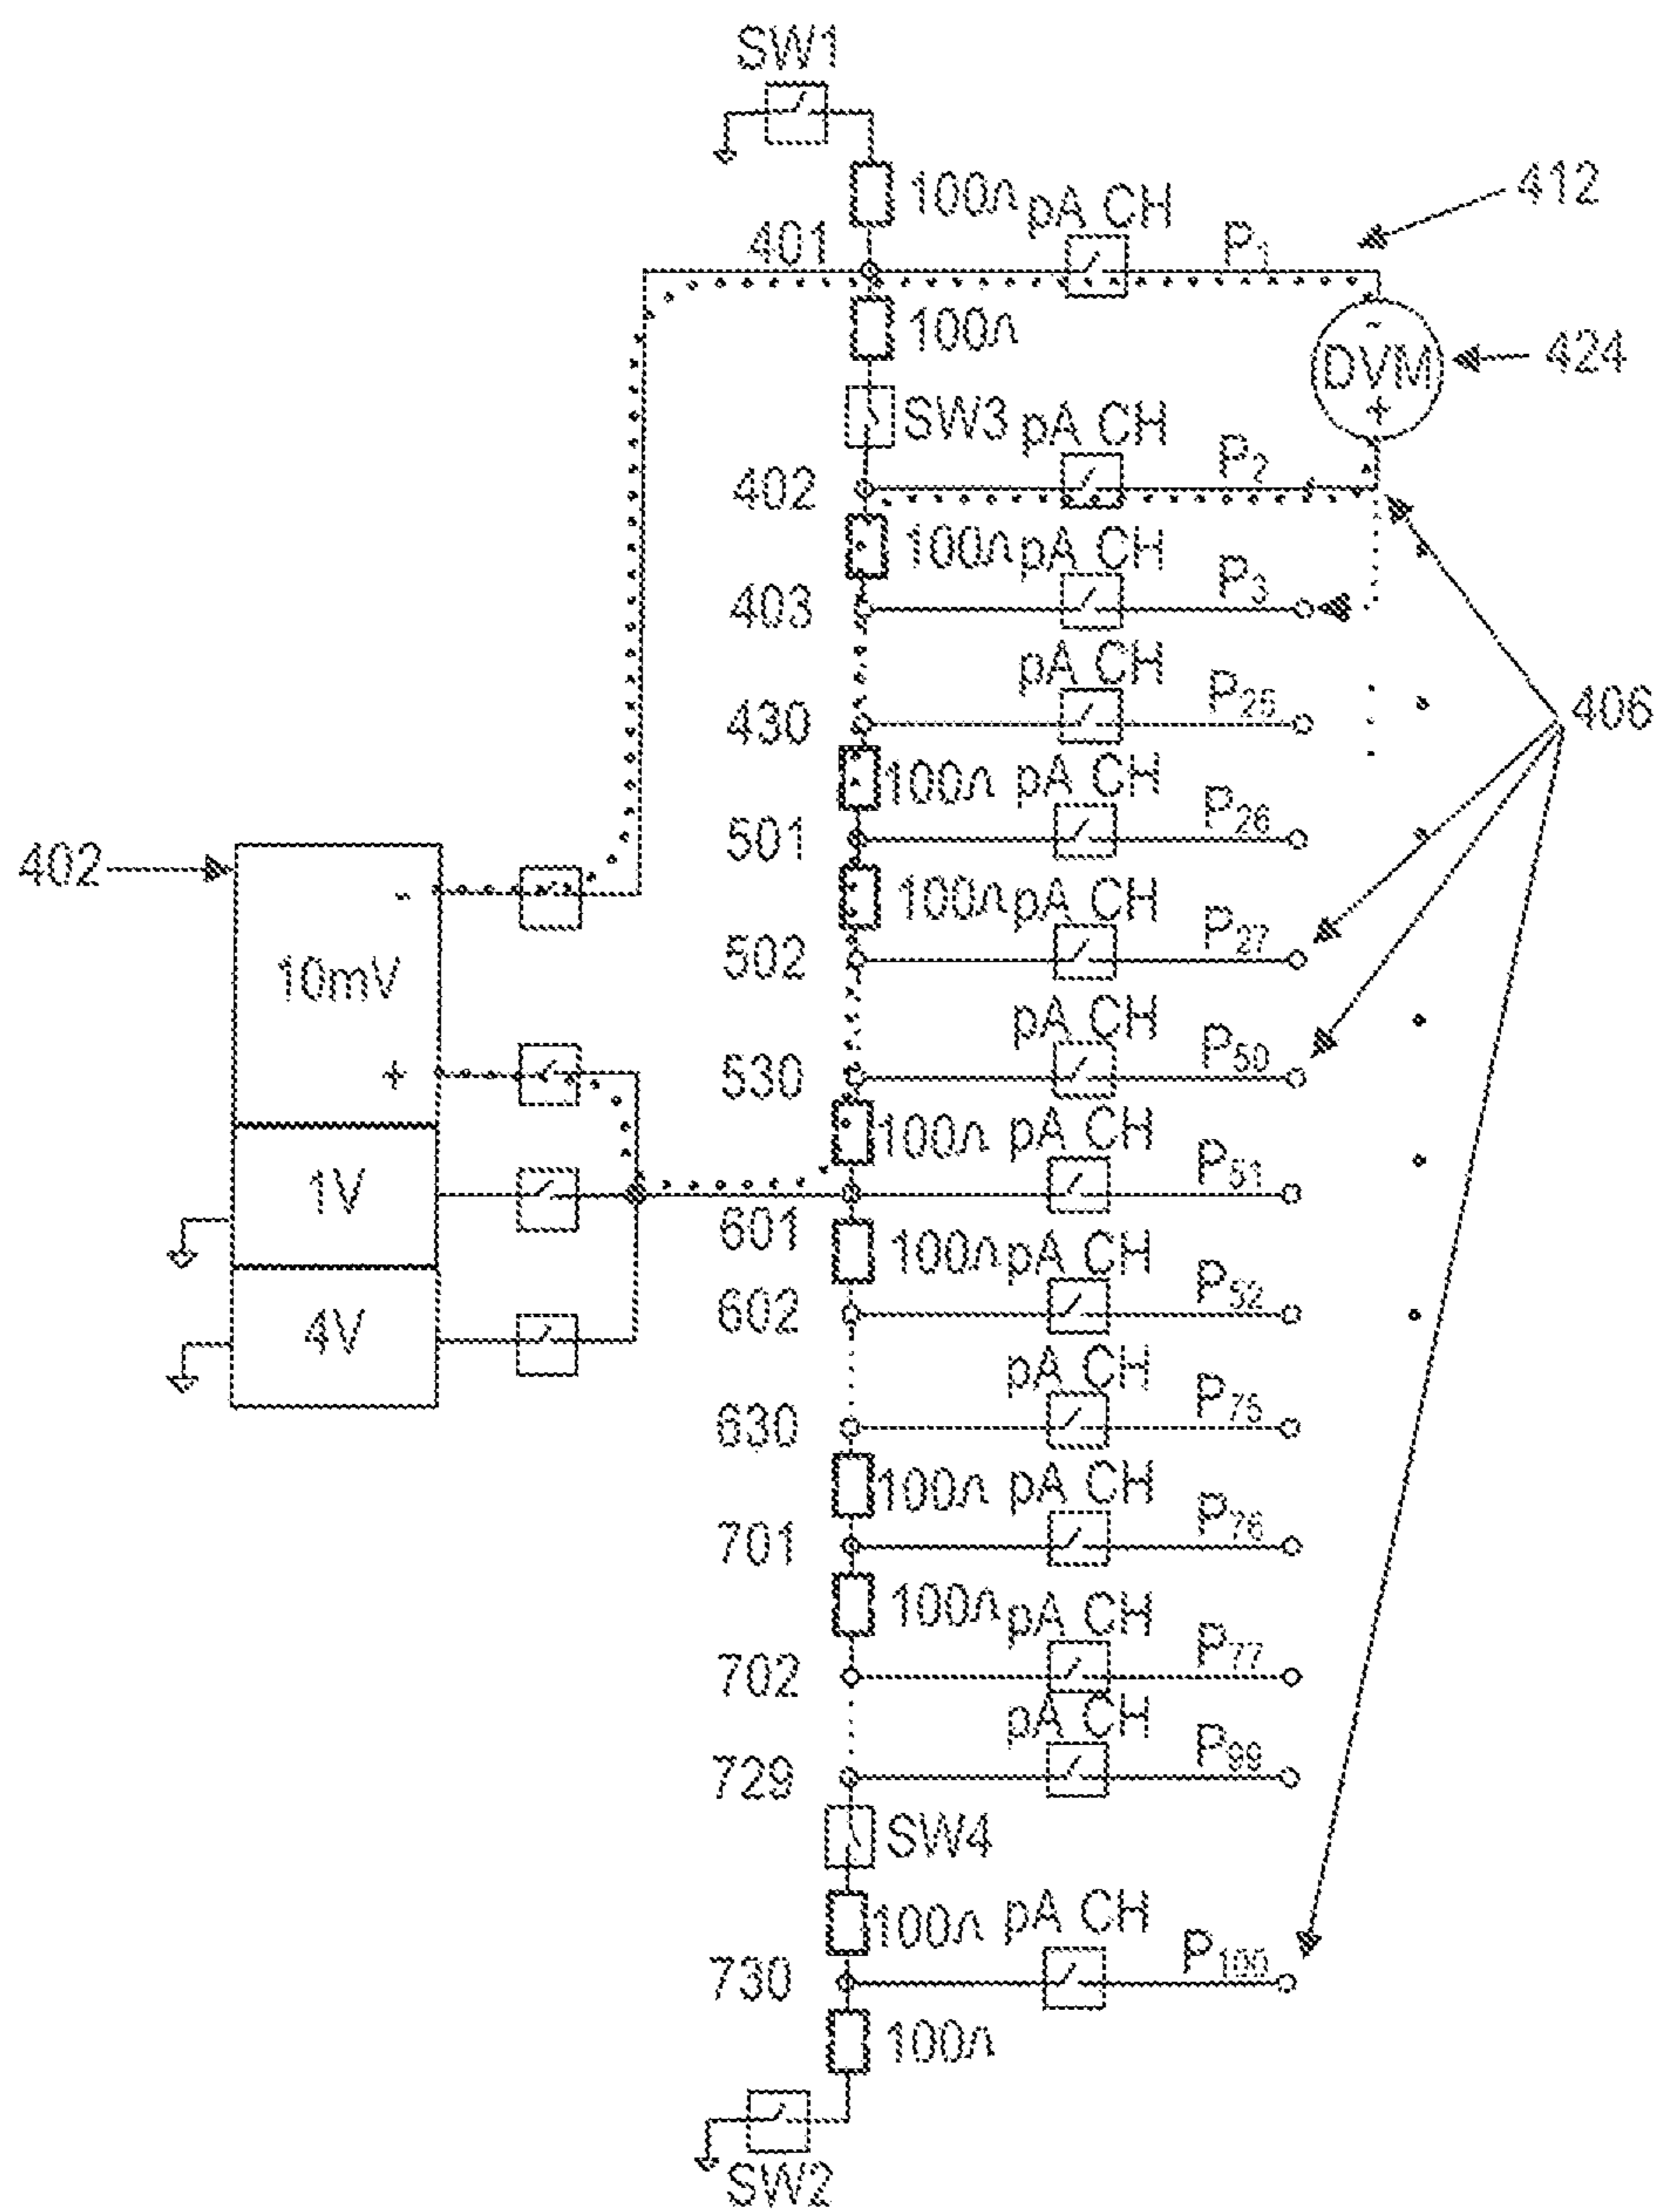 SW1
100Ω pA CH
412
401
P1
100Ω
-
DVM
+
424
SW3 pA CH
402
P2
100Ω pA CH
403
P3
pA CH
430
P25
406
100Ω pA CH
501
P26
402
-
100Ω pA CH
502
P27
10mV
pA CH
530
P50
+
100Ω pA CH
1V
P51
601
100Ω pA CH
602
P52
4V
pA CH
630
P75
100Ω pA CH
701
P76
100Ω pA CH
702
P77
pA CH
729
P99
SW4
100Ω pA CH
730
P100
100Ω
SW2